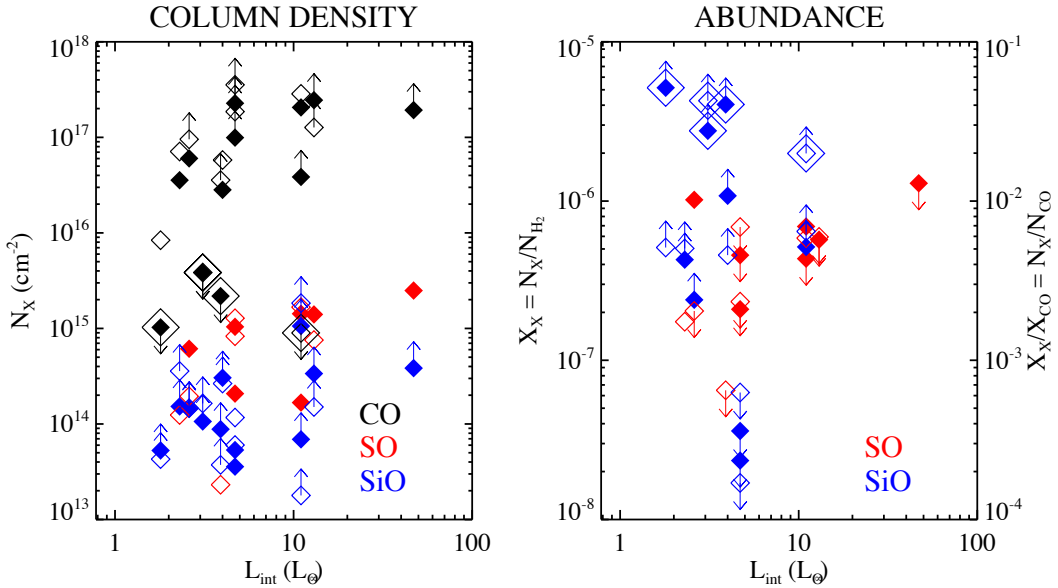 COLUMN DENSITY
10^18
10^17
10^16
10^15
10^14
10^13
N_X (cm^-2)
CO
SO
SiO
1 10 100
L_int (L_⊙)
ABUNDANCE
10^-5
10^-6
10^-7
10^-8
X_X = N_X/N_H_2
SO
SiO
1 10 100
L_int (L_⊙)
10^-1
10^-2
10^-3
10^-4
X_X/X_CO = N_X/N_CO